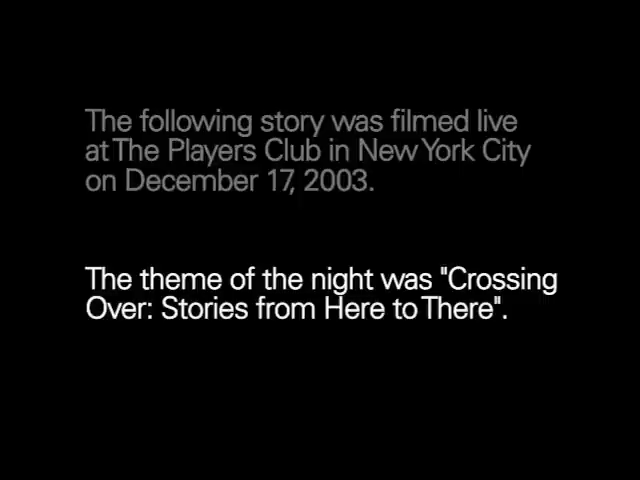 The following story was filmed live
at The Players Club in New York City
on December 17, 2003.
The theme of the night was "Crossing
Over: Stories from Here to There".